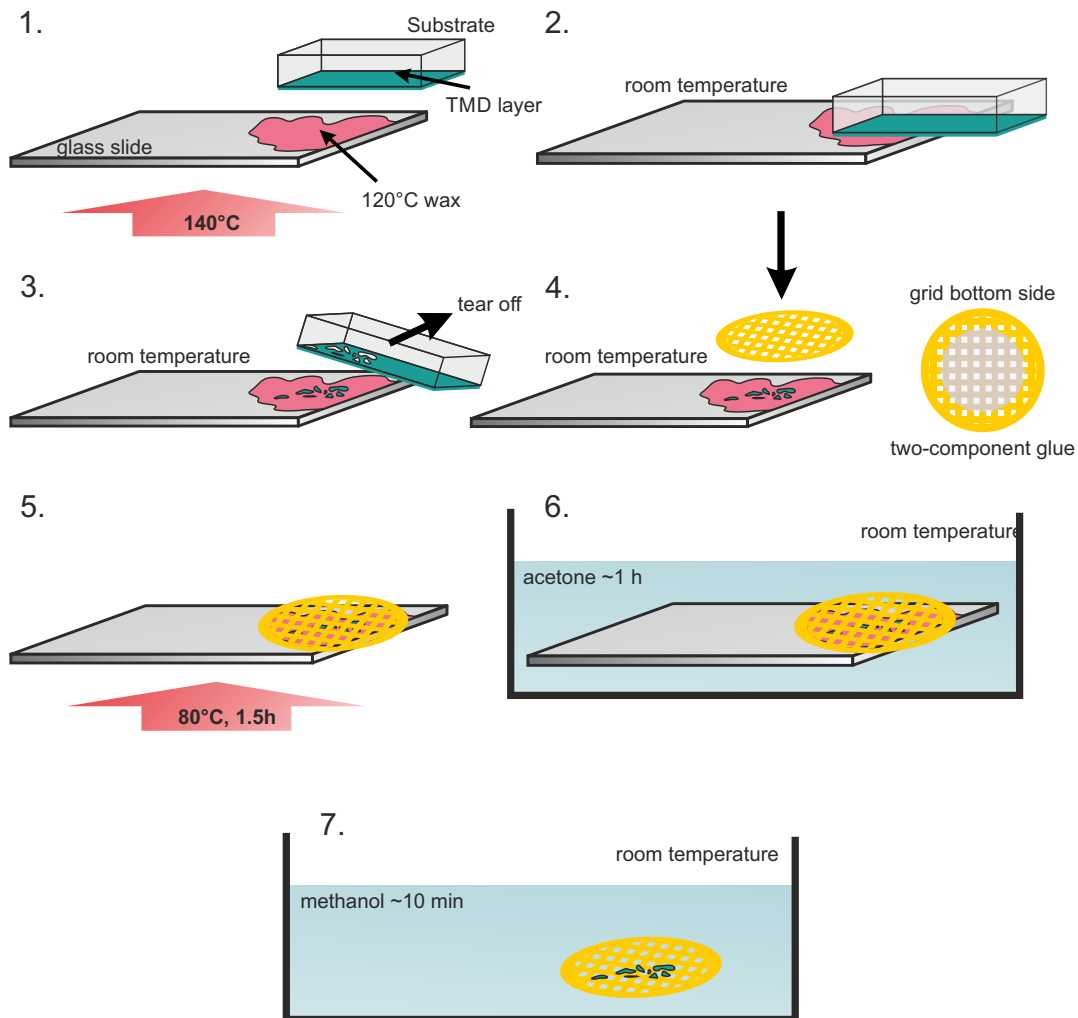 1.
Substrate
TMD layer
glass slide
120°C wax
140°C
2.
room temperature
3.
tear off
room temperature
4.
grid bottom side
room temperature
two-component glue
5.
80°C, 1.5h
6.
room temperature
acetone ~1 h
7.
room temperature
methanol ~10 min